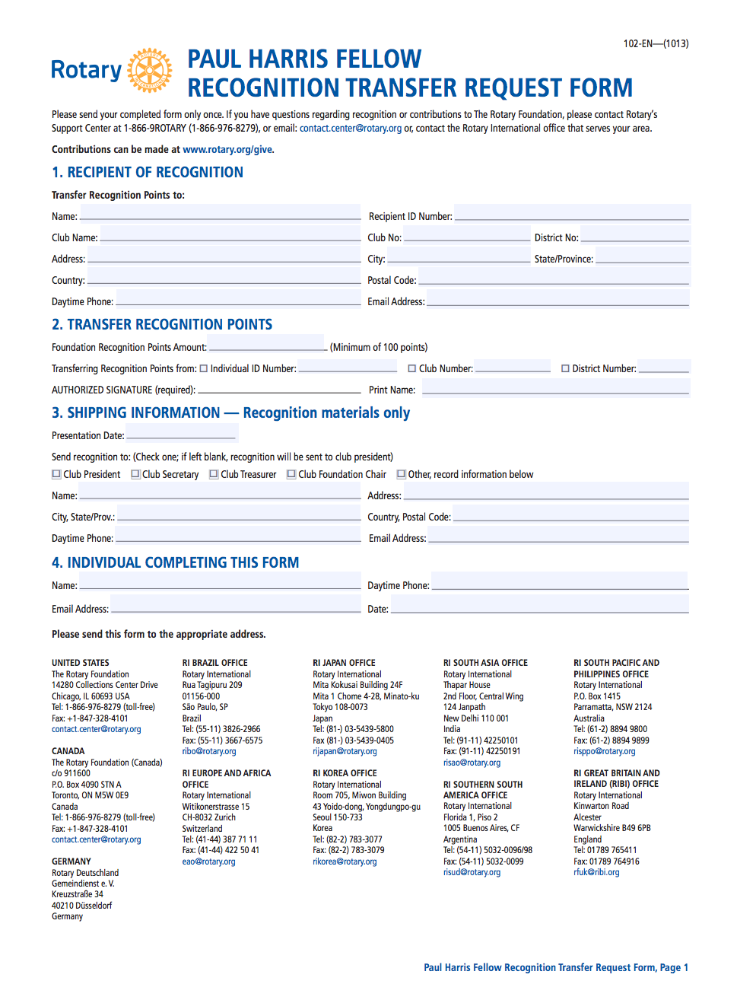 102-EN—(1013)
Rotary
ROTARY
INTERNATIONAL
PAUL HARRIS FELLOW
RECOGNITION TRANSFER REQUEST FORM
Please send your completed form only once. If you have questions regarding recognition or contributions to The Rotary Foundation, please contact Rotary's
Support Center at 1-866-9ROTARY (1-866-976-8279), or email: contact.center@rotary.org or, contact the Rotary International office that serves your area.
Contributions can be made at www.rotary.org/give.
1. RECIPIENT OF RECOGNITION
Transfer Recognition Points to:
Name: Recipient ID Number:
Club Name: Club No: District No:
Address: City: State/Province:
Country: Postal Code:
Daytime Phone: Email Address:
2. TRANSFER RECOGNITION POINTS
Foundation Recognition Points Amount: (Minimum of 100 points)
Transferring Recognition Points from: Individual ID Number: Club Number: District Number:
AUTHORIZED SIGNATURE (required): Print Name:
3. SHIPPING INFORMATION — Recognition materials only
Presentation Date:
Send recognition to: (Check one; if left blank, recognition will be sent to club president)
Club President Club Secretary Club Treasurer Club Foundation Chair Other, record information below
Name: Address:
City, State/Prov.: Country, Postal Code:
Daytime Phone: Email Address:
4. INDIVIDUAL COMPLETING THIS FORM
Name: Daytime Phone:
Email Address: Date:
Please send this form to the appropriate address.
UNITED STATES
The Rotary Foundation
14280 Collections Center Drive
Chicago, IL 60693 USA
Tel: 1-866-976-8279 (toll-free)
Fax: +1-847-328-4101
contact.center@rotary.org
CANADA
The Rotary Foundation (Canada)
c/o 911600
P.O. Box 4090 STN A
Toronto, ON M5W 0E9
Canada
Tel: 1-866-976-8279 (toll-free)
Fax: +1-847-328-4101
contact.center@rotary.org
GERMANY
Rotary Deutschland
Gemeindienst e. V.
Kreuzstraße 34
40210 Düsseldorf
Germany
RI BRAZIL OFFICE
Rotary International
Rua Tagipuru 209
01156-000
São Paulo, SP
Brazil
Tel: (55-11) 3826-2966
Fax: (55-11) 3667-6575
ribo@rotary.org
RI EUROPE AND AFRICA
OFFICE
Rotary International
Witikonerstrasse 15
CH-8032 Zurich
Switzerland
Tel: (41-44) 387 71 11
Fax: (41-44) 422 50 41
eao@rotary.org
RI JAPAN OFFICE
Rotary International
Mita Kokusai Building 24F
Mita 1 Chome 4-28, Minato-ku
Tokyo 108-0073
Japan
Tel: (81-) 03-5439-5800
Fax (81-) 03-5439-0405
rijapan@rotary.org
RI KOREA OFFICE
Rotary International
Room 705, Miwon Building
43 Yoido-dong, Yongdungpo-gu
Seoul 150-733
Korea
Tel: (82-2) 783-3077
Fax: (82-2) 783-3079
rikorea@rotary.org
RI SOUTH ASIA OFFICE
Rotary International
Thapar House
2nd Floor, Central Wing
124 Janpath
New Delhi 110 001
India
Tel: (91-11) 42250101
Fax: (91-11) 42250191
risao@rotary.org
RI SOUTHERN SOUTH
AMERICA OFFICE
Rotary International
Florida 1, Piso 2
1005 Buenos Aires, CF
Argentina
Tel: (54-11) 5032-0096/98
Fax: (54-11) 5032-0099
risud@rotary.org
RI SOUTH PACIFIC AND
PHILIPPINES OFFICE
Rotary International
P.O. Box 1415
Parramatta, NSW 2124
Australia
Tel: (61-2) 8894 9800
Fax: (61-2) 8894 9899
risppo@rotary.org
RI GREAT BRITAIN AND
IRELAND (RIBI) OFFICE
Rotary International
Kinwarton Road
Alcester
Warwickshire B49 6PB
England
Tel: 01789 765411
Fax: 01789 764916
rfuk@ribi.org
Paul Harris Fellow Recognition Transfer Request Form, Page 1